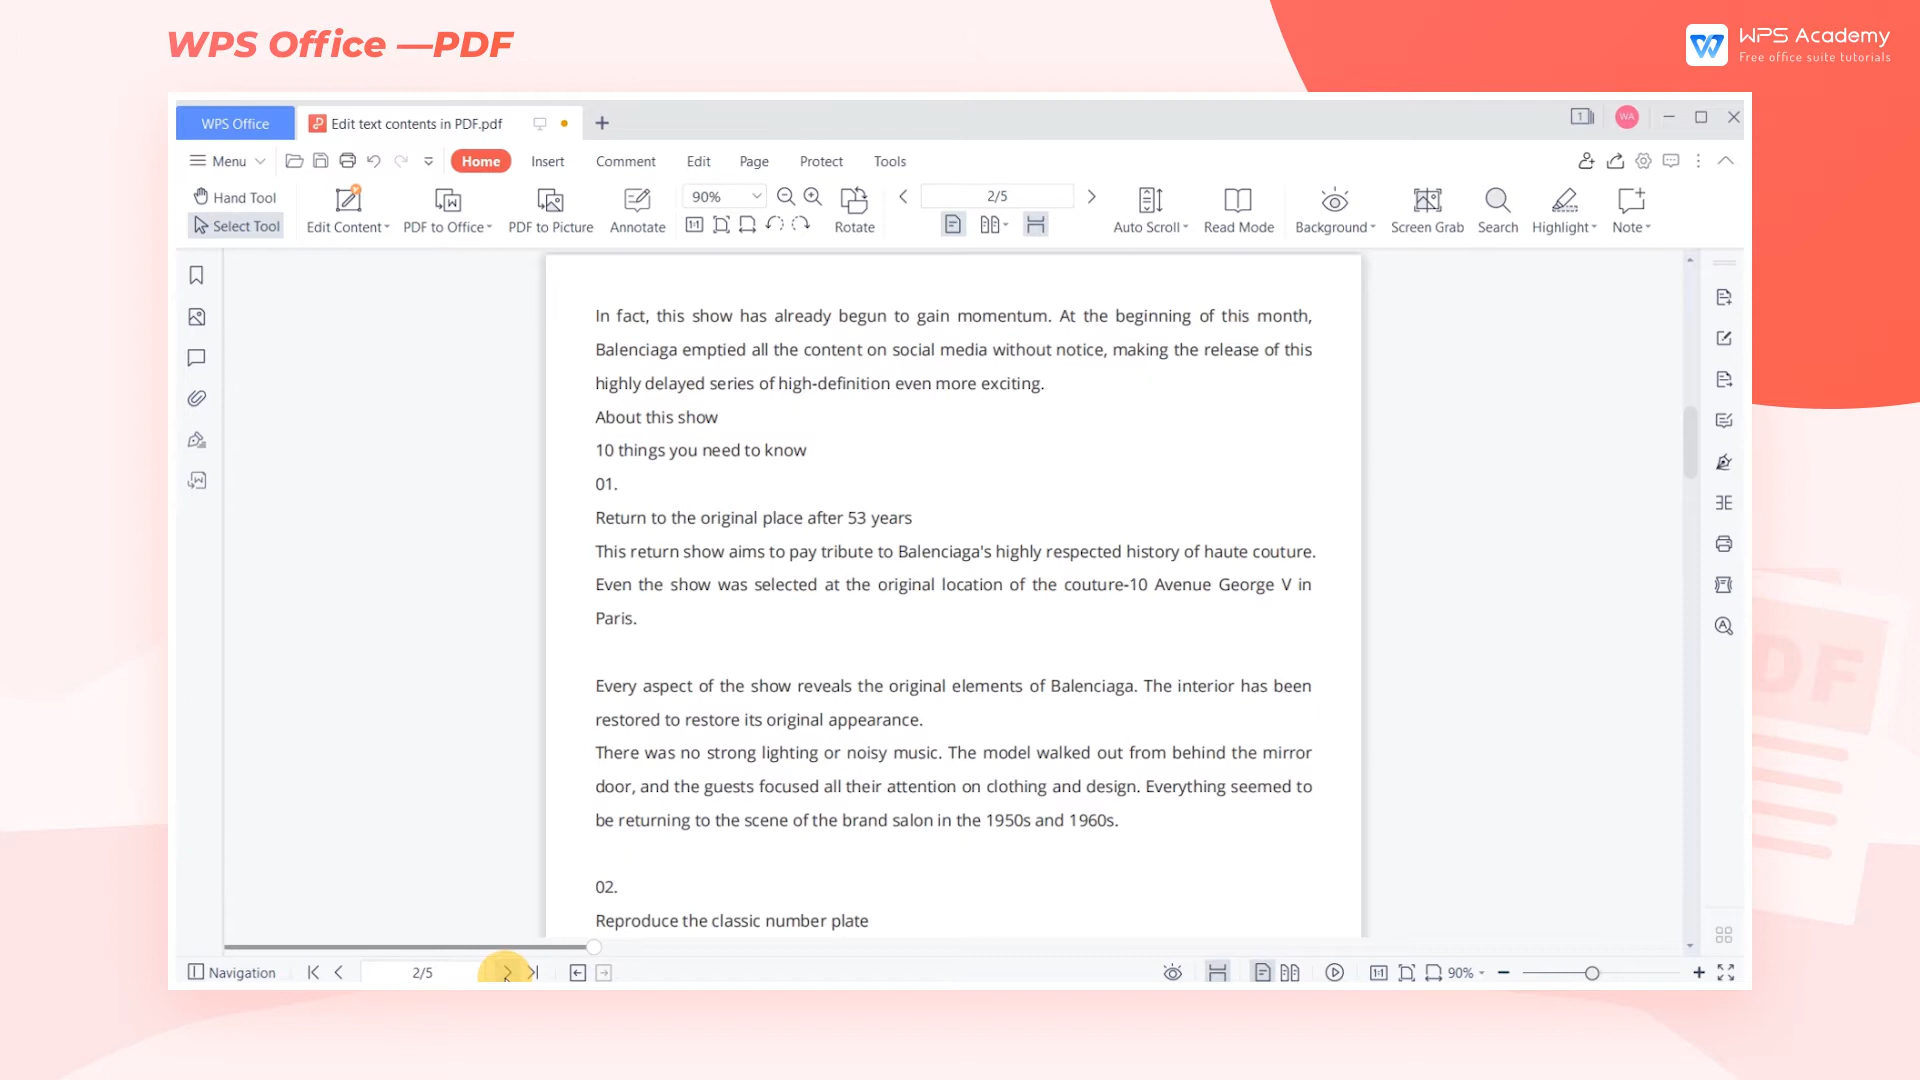 WPS Office —PDF
WPS Academy
Free office suite tutorials
WPS Office
Edit text contents in PDF.pdf
1
WA
Menu
Home
Insert
Comment
Edit
Page
Protect
Tools
Hand Tool
Select Tool
Edit Content
PDF to Office
PDF to Picture
Annotate
90%
Rotate
2/5
Auto Scroll
Read Mode
Background
Screen Grab
Search
Highlight
Note
In fact, this show has already begun to gain momentum. At the beginning of this month,
Balenciaga emptied all the content on social media without notice, making the release of this
highly delayed series of high-definition even more exciting.
About this show
10 things you need to know
01.
Return to the original place after 53 years
This return show aims to pay tribute to Balenciaga's highly respected history of haute couture.
Even the show was selected at the original location of the couture-10 Avenue George V in
Paris.
Every aspect of the show reveals the original elements of Balenciaga. The interior has been
restored to restore its original appearance.
There was no strong lighting or noisy music. The model walked out from behind the mirror
door, and the guests focused all their attention on clothing and design. Everything seemed to
be returning to the scene of the brand salon in the 1950s and 1960s.
02.
Reproduce the classic number plate
Navigation
2/5
90%
PDF